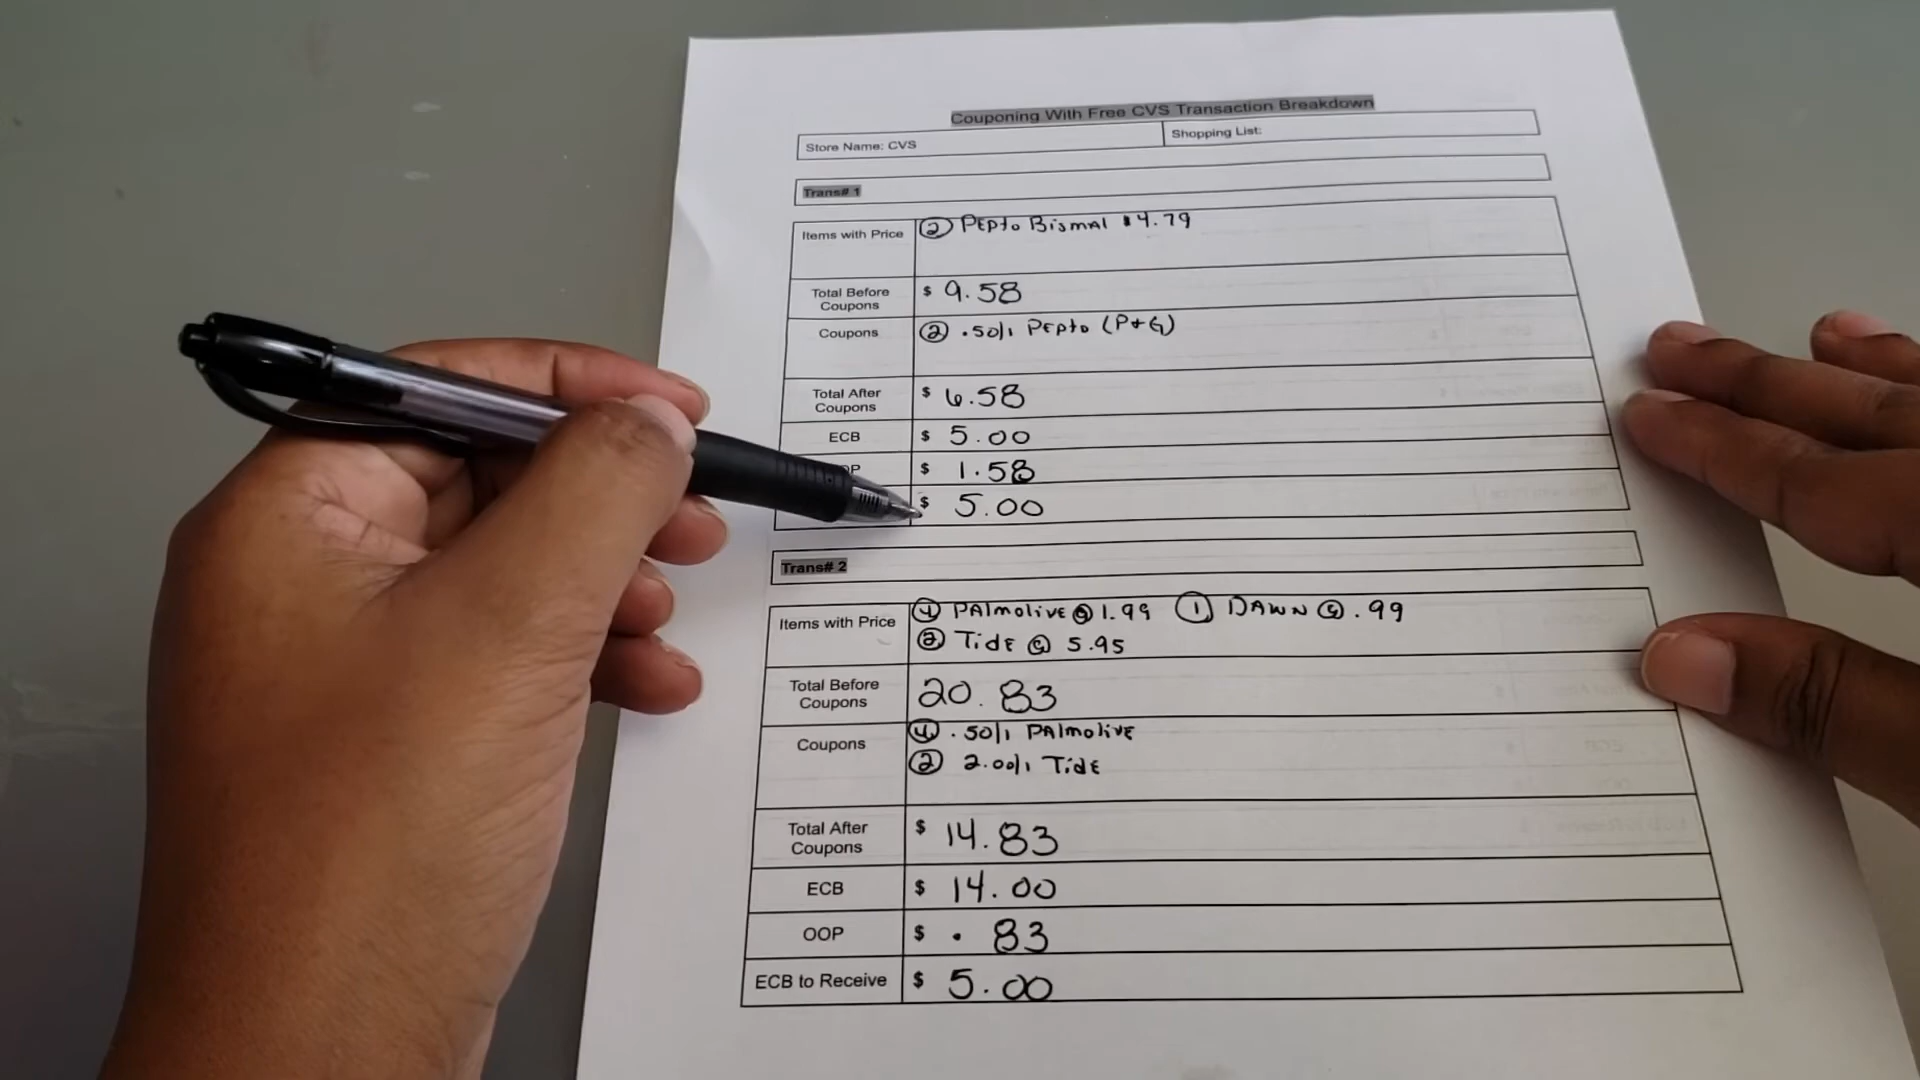 Couponing With Free CVS Transaction Breakdown
Store Name: CVS
Shopping List:
Trans# 1
Items with Price
② PEpto Bismal $4.79
Total Before Coupons
$ 9.58
Coupons
② .50/1 PEpto (P+G)
Total After Coupons
$ 6.58
ECB
$ 5.00
OP
$ 1.58
$ 5.00
Trans# 2
Items with Price
④ PAlmolivE @ 1.99 ① DAWN @ .99
② TidE @ 5.95
Total Before Coupons
20.83
Coupons
④ .50/1 PAlmolivE
② 2.00/1 TidE
Total After Coupons
$ 14.83
ECB
$ 14.00
OOP
$ .83
ECB to Receive
$ 5.00